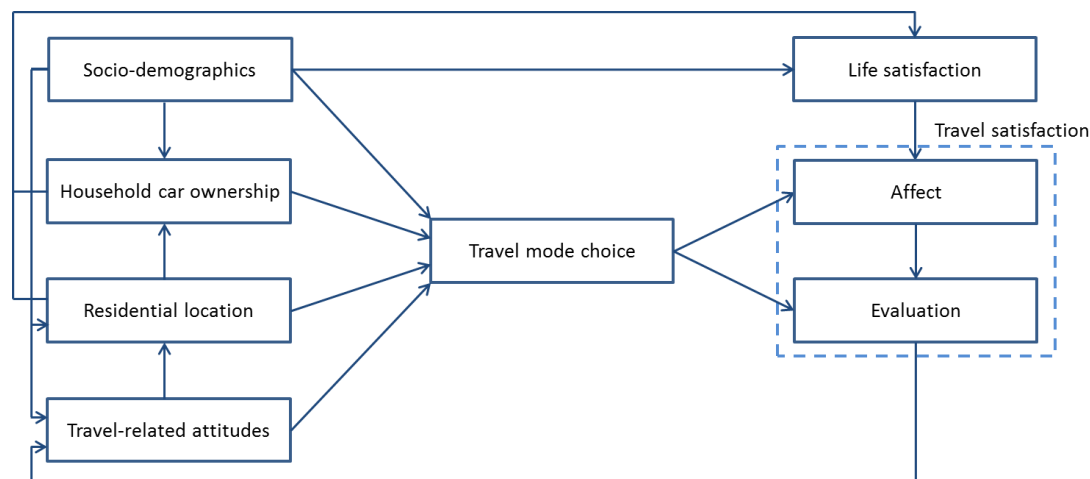 Socio-demographics
Life satisfaction
Travel satisfaction
Household car ownership
Affect
Travel mode choice
Residential location
Evaluation
Travel-related attitudes